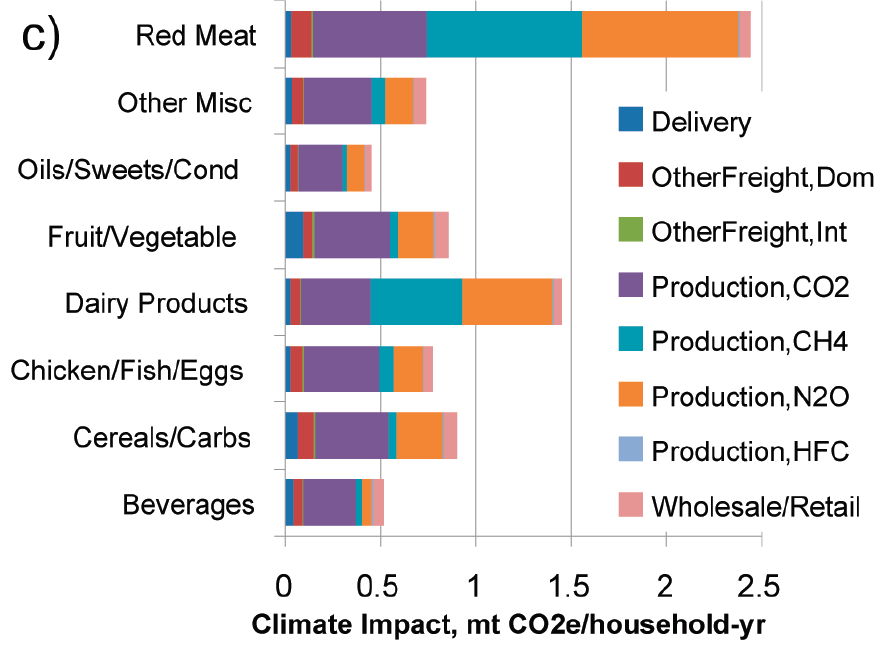 c)
Red Meat
Other Misc
Oils/Sweets/Cond
Fruit/Vegetable
Dairy Products
Chicken/Fish/Eggs
Cereals/Carbs
Beverages
Delivery
OtherFreight,Dom
OtherFreight,Int
Production,CO2
Production,CH4
Production,N2O
Production,HFC
Wholesale/Retail
0 0.5 1 1.5 2 2.5
Climate Impact, mt CO2e/household-yr